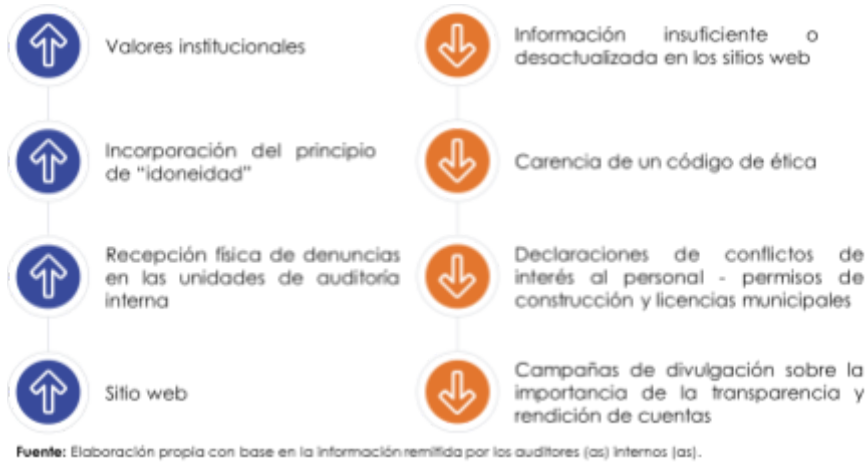 Valores institucionales
Incorporación del principio
de “idoneidad”
Recepción física de denuncias
en las unidades de auditoría
interna
Sitio web
Información insuficiente o
desactualizada en los sitios web
Carencia de un código de ética
Declaraciones de conflictos de
interés al personal - permisos de
construcción y licencias municipales
Campañas de divulgación sobre la
importancia de la transparencia y
rendición de cuentas
Fuente: Elaboración propia con base en la información remitida por los auditores (as) internos (as).